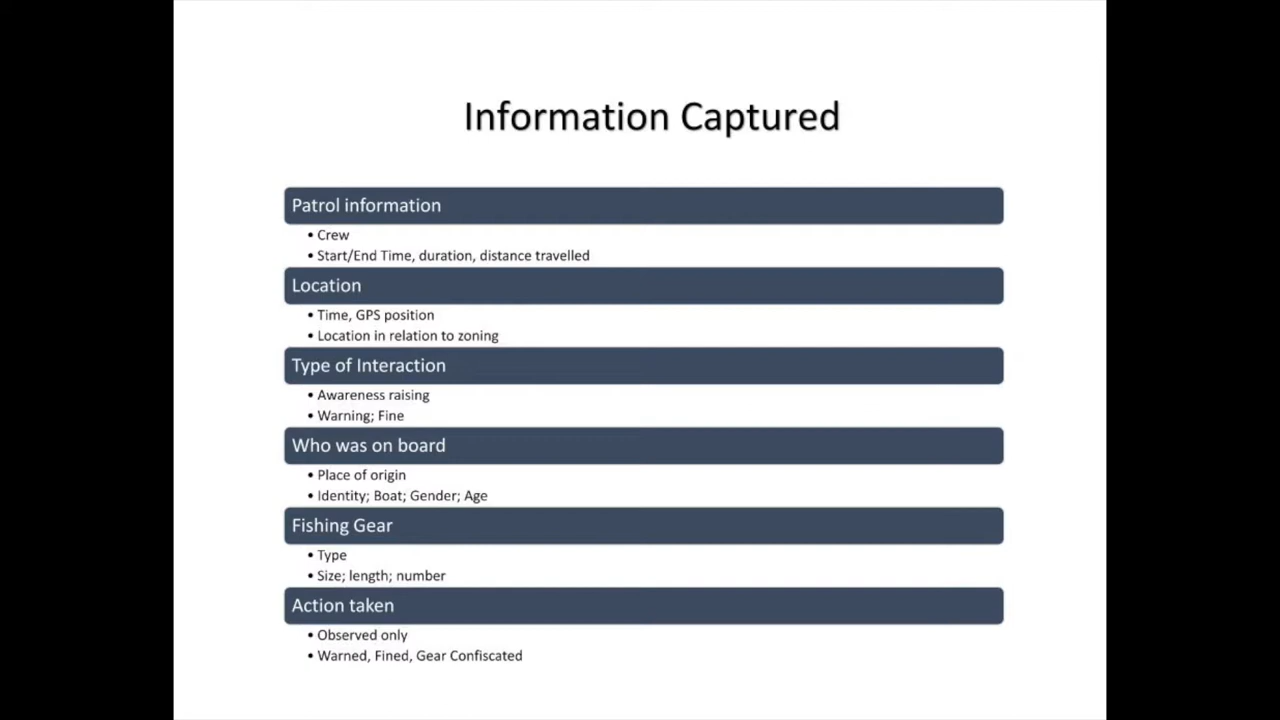 Information Captured
Patrol information
• Crew
• Start/End Time, duration, distance travelled
Location
• Time, GPS position
• Location in relation to zoning
Type of Interaction
• Awareness raising
• Warning; Fine
Who was on board
• Place of origin
• Identity; Boat; Gender; Age
Fishing Gear
• Type
• Size; length; number
Action taken
• Observed only
• Warned, Fined, Gear Confiscated